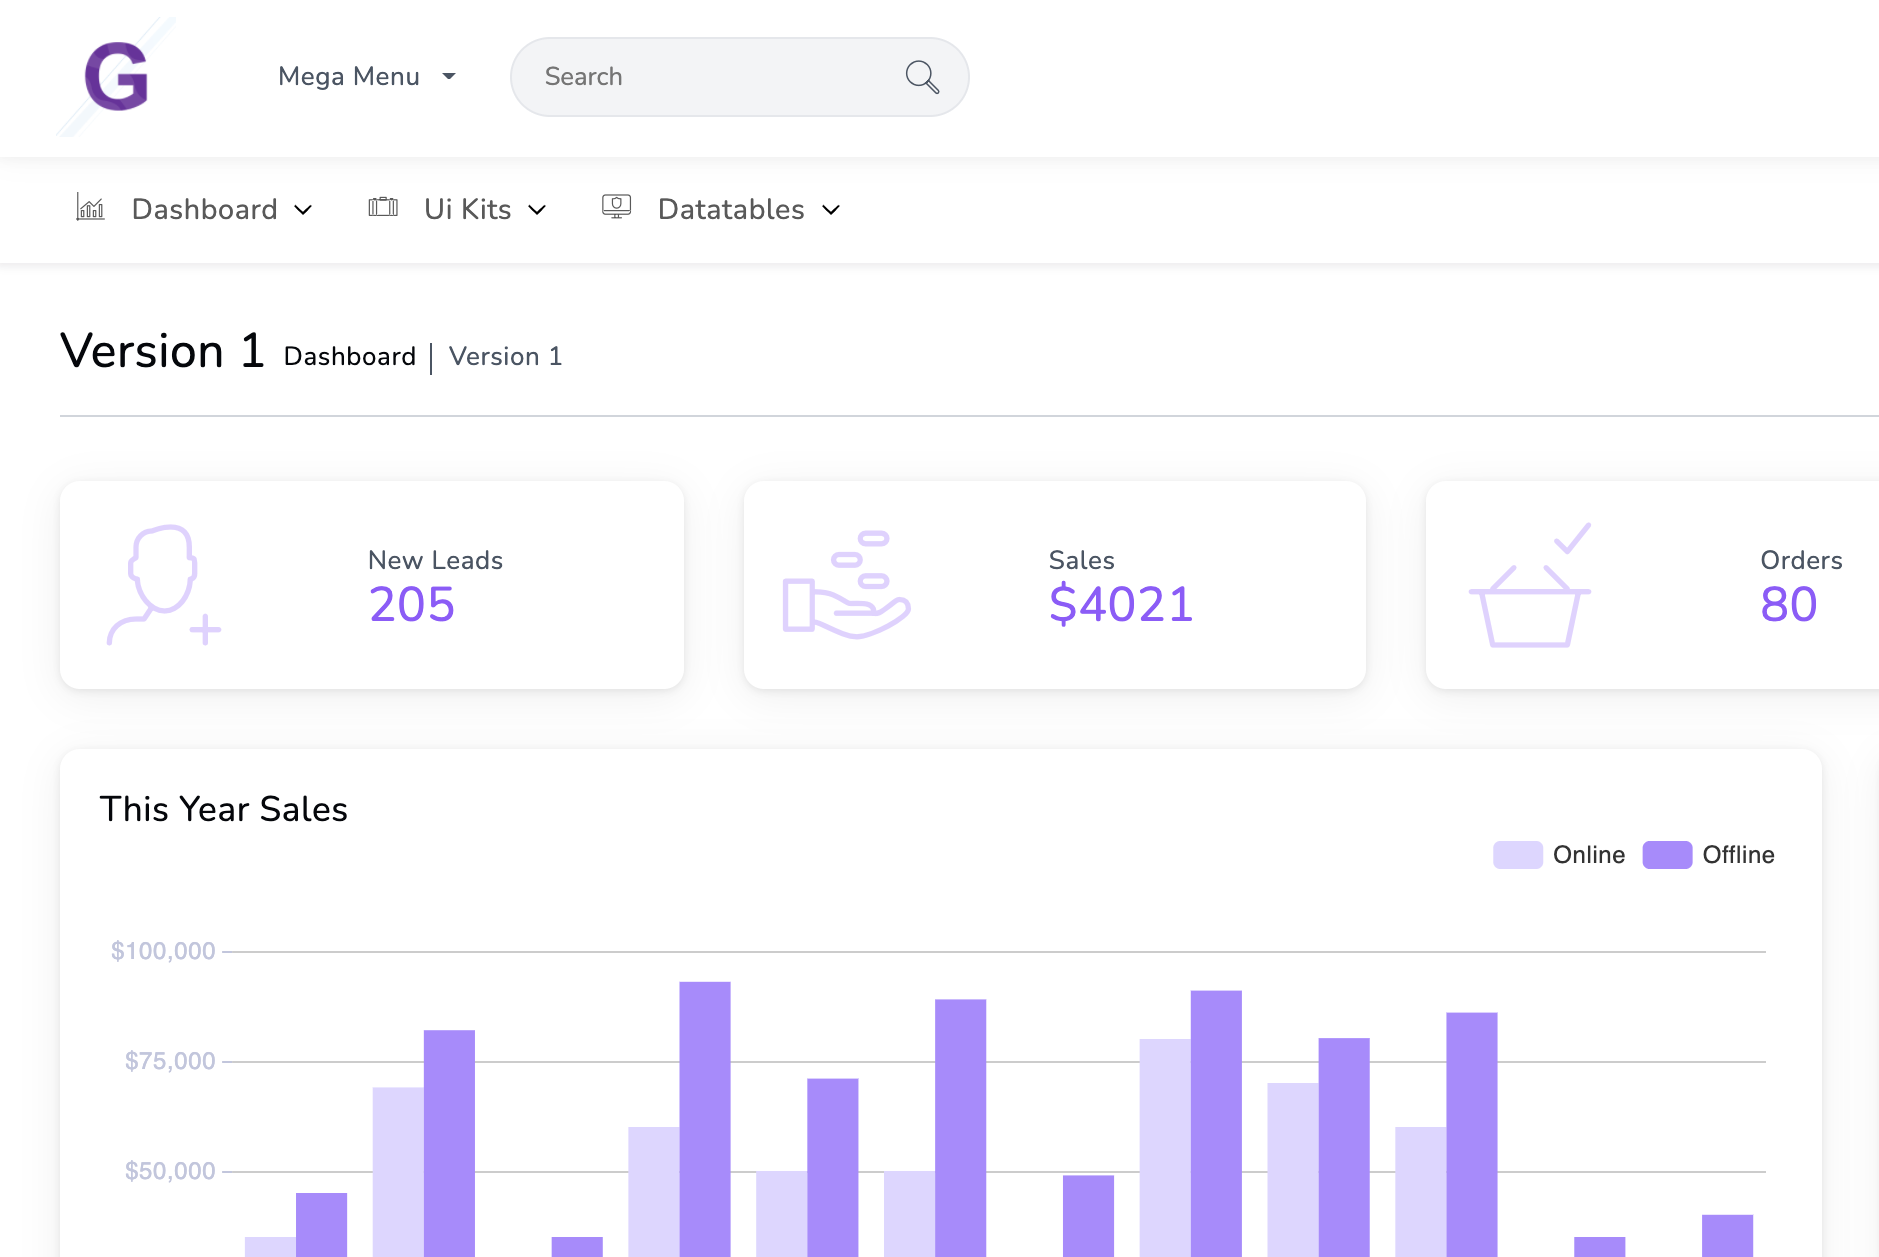 G
Mega Menu
Search
Dashboard
Ui Kits
Datatables
Version 1
Dashboard | Version 1
New Leads
205
Sales
$4021
Orders
80
This Year Sales
Online
Offline
$100,000
$75,000
$50,000